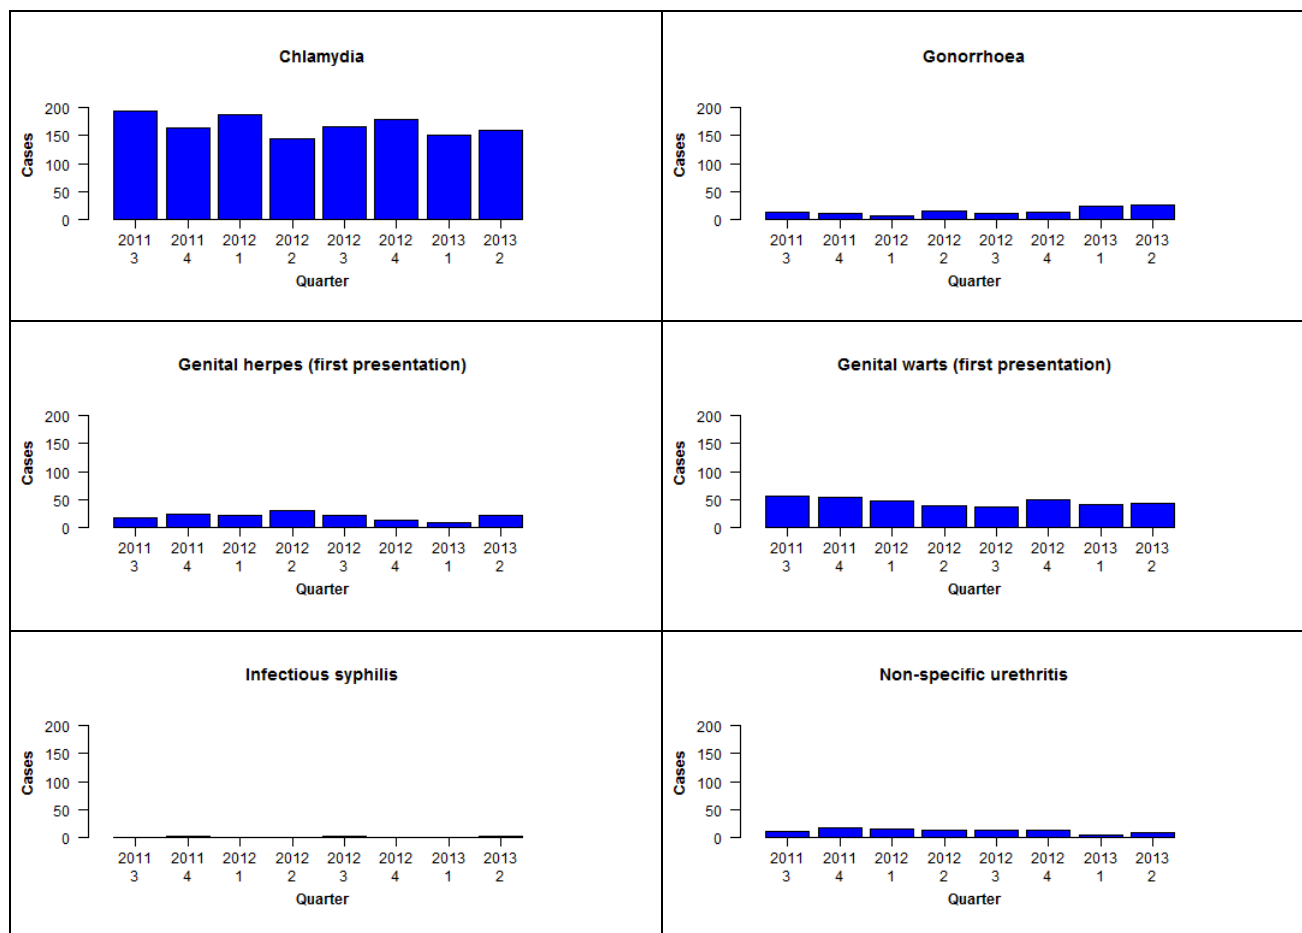 Chlamydia
Cases
200
150
100
50
0
2011 2011 2012 2012 2012 2012 2013 2013
3 4 1 2 3 4 1 2
Quarter
Gonorrhoea
Cases
200
150
100
50
0
2011 2011 2012 2012 2012 2012 2013 2013
3 4 1 2 3 4 1 2
Quarter
Genital herpes (first presentation)
Cases
200
150
100
50
0
2011 2011 2012 2012 2012 2012 2013 2013
3 4 1 2 3 4 1 2
Quarter
Genital warts (first presentation)
Cases
200
150
100
50
0
2011 2011 2012 2012 2012 2012 2013 2013
3 4 1 2 3 4 1 2
Quarter
Infectious syphilis
Cases
200
150
100
50
0
2011 2011 2012 2012 2012 2012 2013 2013
3 4 1 2 3 4 1 2
Quarter
Non-specific urethritis
Cases
200
150
100
50
0
2011 2011 2012 2012 2012 2012 2013 2013
3 4 1 2 3 4 1 2
Quarter